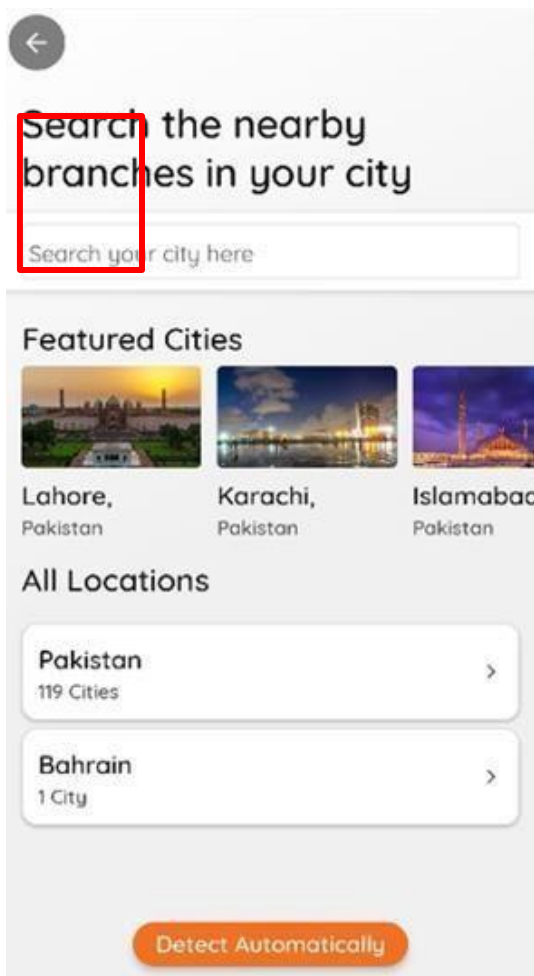 Search the nearby
branches in your city
Search your city here
Featured Cities
Lahore, Karachi, Islamabad
Pakistan Pakistan Pakistan
All Locations
Pakistan
119 Cities
Bahrain
1 City
Detect Automatically